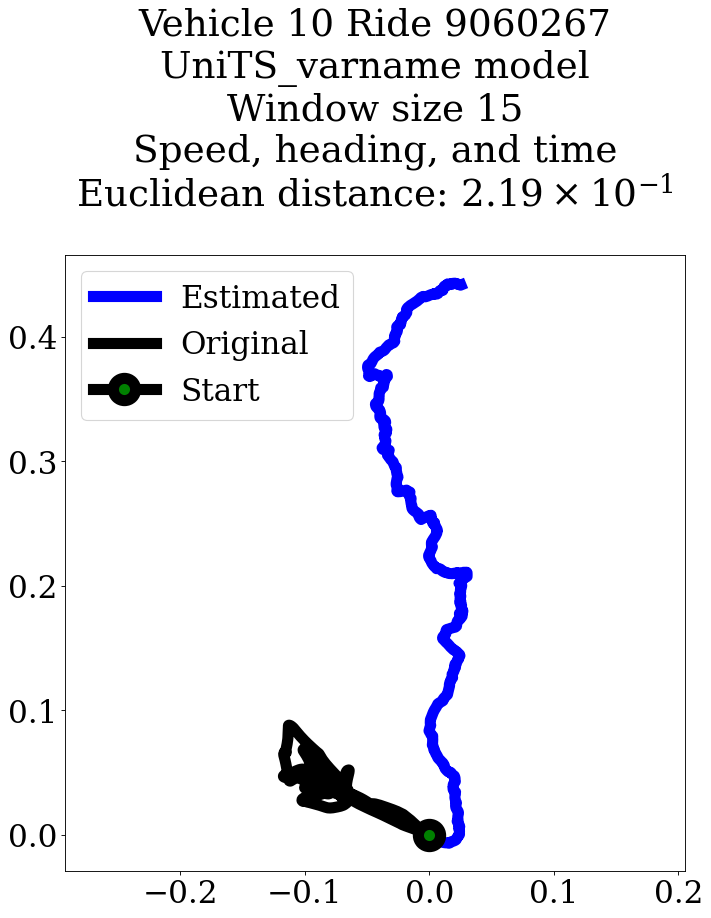 Vehicle 10 Ride 9060267
UniTS_varname model
Window size 15
Speed, heading, and time
Euclidean distance: 2.19 × 10⁻¹
Estimated
Original
Start
0.4
0.3
0.2
0.1
0.0
−0.2
−0.1
0.0
0.1
0.2